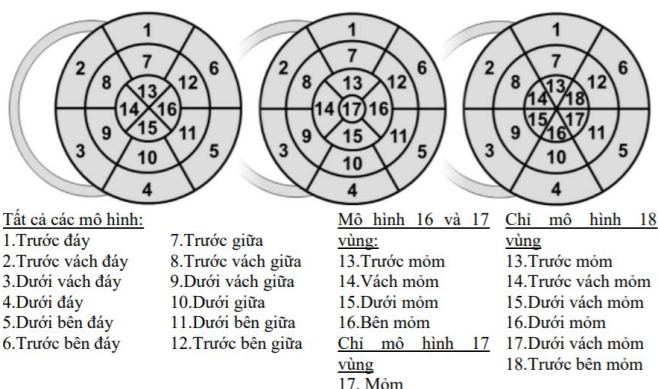 1
7
2 8 13 12 6
14 16
15
9 11
3 10 5
4
1
7
2 8 13 12 6
14 17 16
9 15 11
3 10 5
4
1
7
2 8 13 12 6
14 18
15 17
9 16 11
3 10 5
4
Tất cả các mô hình:
1.Trước đáy
2.Trước vách đáy
3.Dưới vách đáy
4.Dưới đáy
5.Dưới bên đáy
6.Trước bên đáy
7.Trước giữa
8.Trước vách giữa
9.Dưới vách giữa
10.Dưới giữa
11.Dưới bên giữa
12.Trước bên giữa
Mô hình 16 và 17
vùng:
13.Trước mỏm
14.Vách mỏm
15.Dưới mỏm
16.Bên mỏm
Chỉ mô hình 17
vùng
17. Mỏm
Chỉ mô hình 18
vùng
13.Trước mỏm
14.Trước vách mỏm
15.Dưới vách mỏm
16.Dưới mỏm
17.Dưới vách mỏm
18.Trước bên mỏm